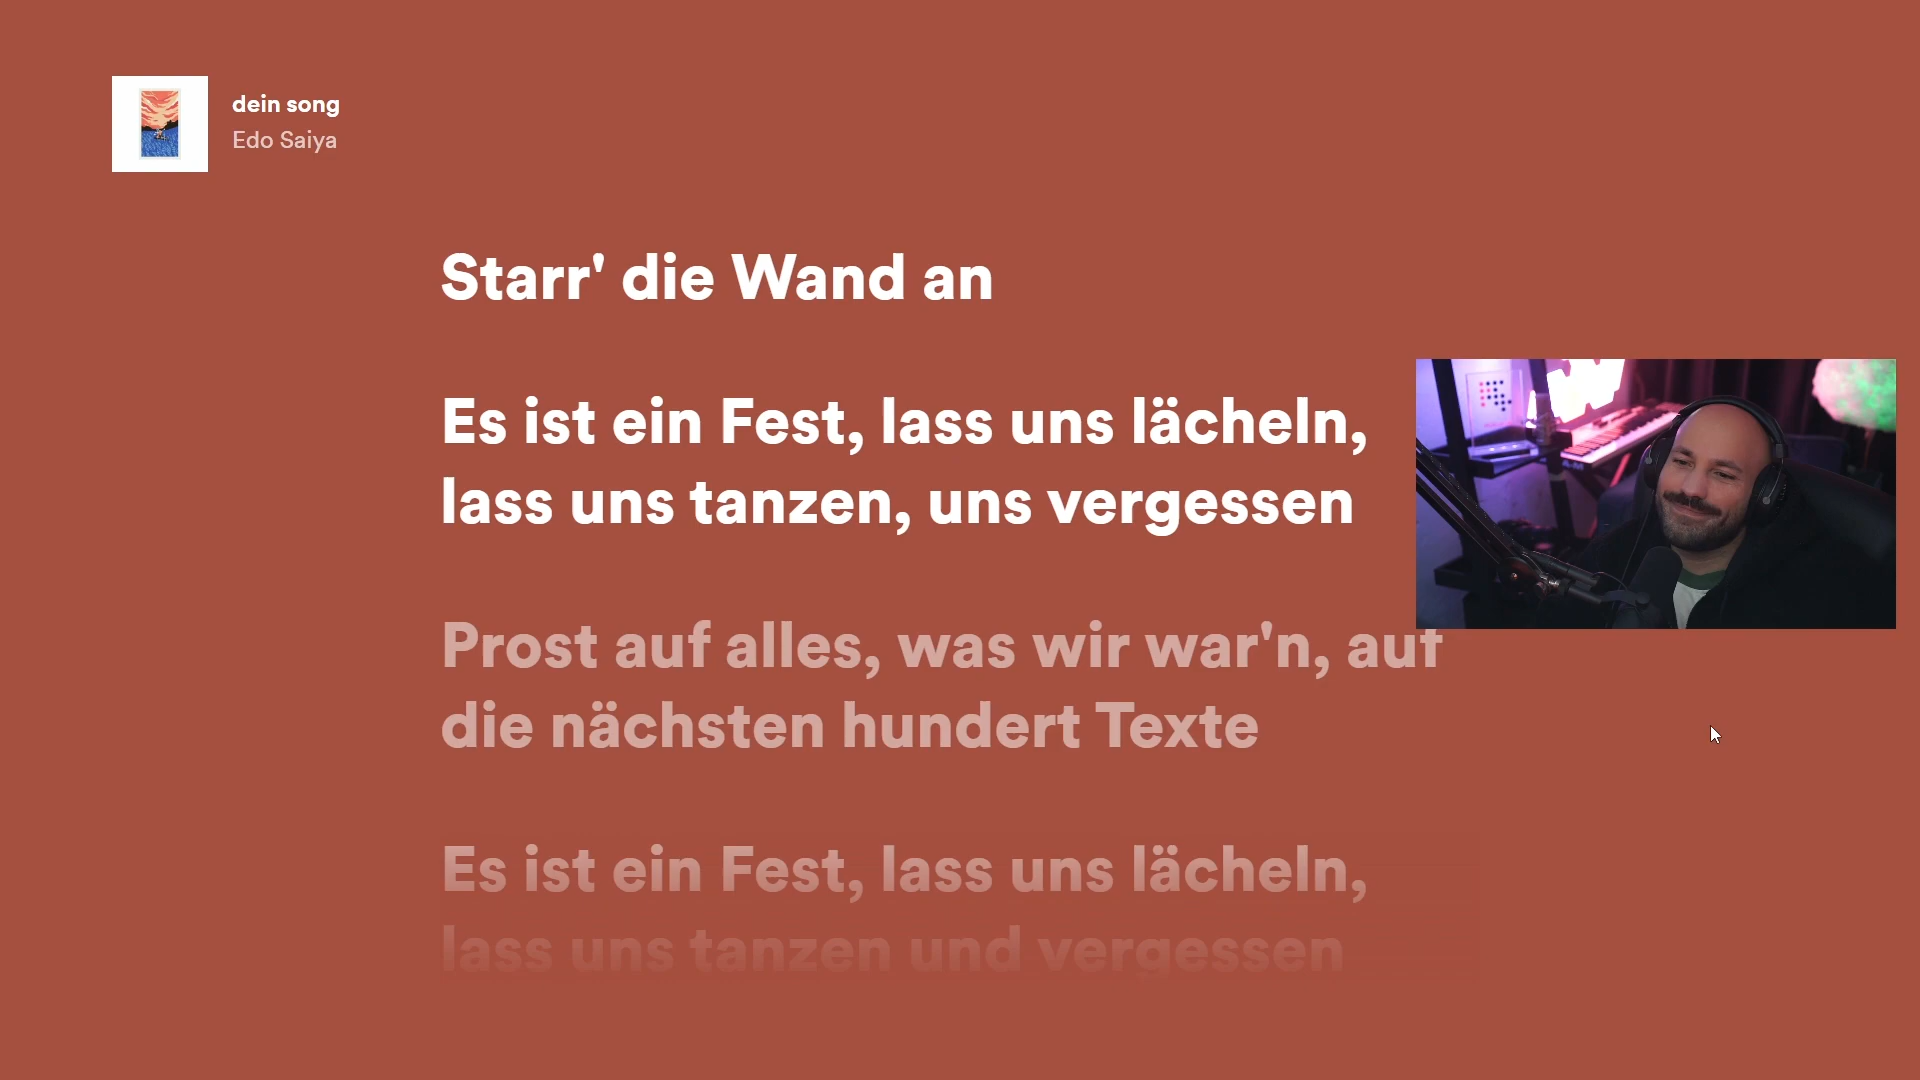 dein song
Edo Saiya
Starr' die Wand an
Es ist ein Fest, lass uns lächeln,
lass uns tanzen, uns vergessen
Prost auf alles, was wir war'n, auf
die nächsten hundert Texte
Es ist ein Fest, lass uns lächeln,
lass uns tanzen und vergessen